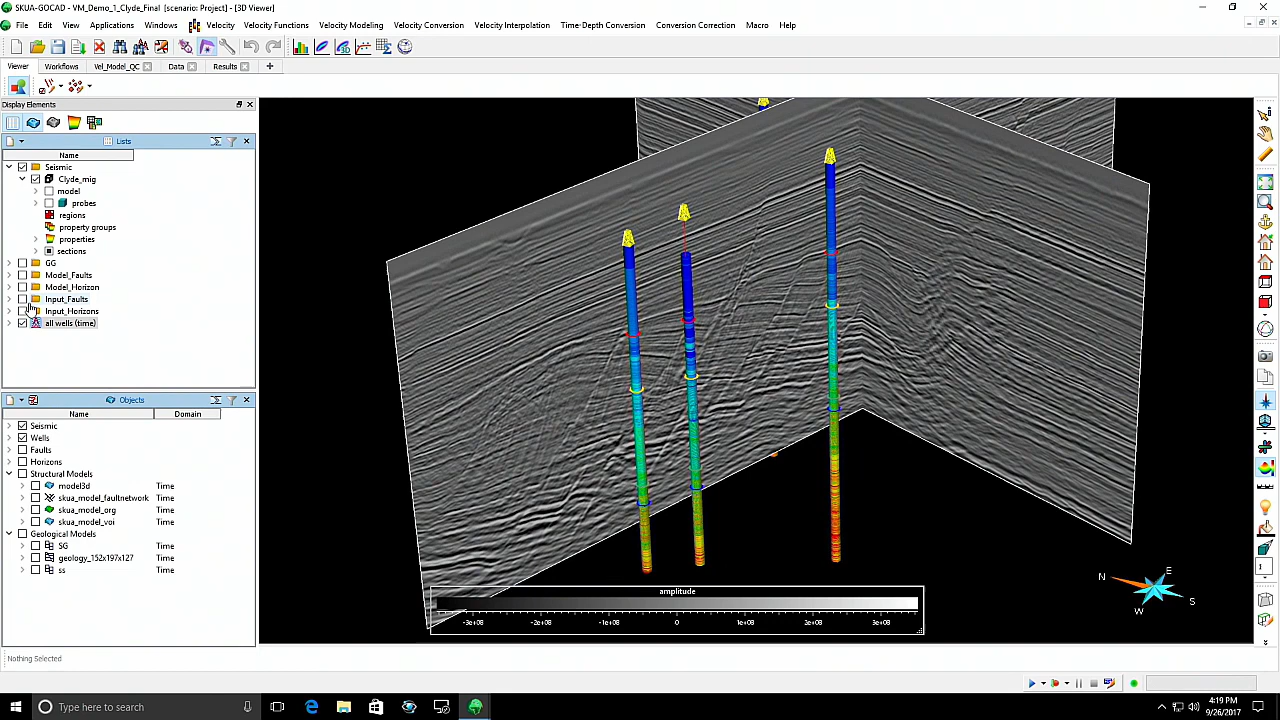 SKUA-GOCAD - VM_Demo_1_Clyde_Final [scenario: Project] - [3D Viewer]
File Edit View Applications Windows Velocity Velocity Functions Velocity Modeling Velocity Conversion Velocity Interpolation Time-Depth Conversion Conversion Correction Macro Help
Viewer Workflows Vel_Model_QC Data Results
Display Elements
Lists
Name
Seismic
Clyde_mig
model
probes
regions
property groups
properties
sections
GG
Model_Faults
Model_Horizon
Input_Faults
Input_Horizons
all wells (time)
Objects
Name Domain
Seismic
Wells
Faults
Horizons
Structural Models
model3d Time
skua_model_faultnetwork Time
skua_model_org Time
skua_model_voi Time
Geological Models
SG Time
geology_152x197x127 Time
ss Time
amplitude
-3e+08 -2e+08 -1e+08 0 1e+08 2e+08 3e+08
N E
W S
1
Nothing Selected
Type here to search
4:19 PM
9/26/2017